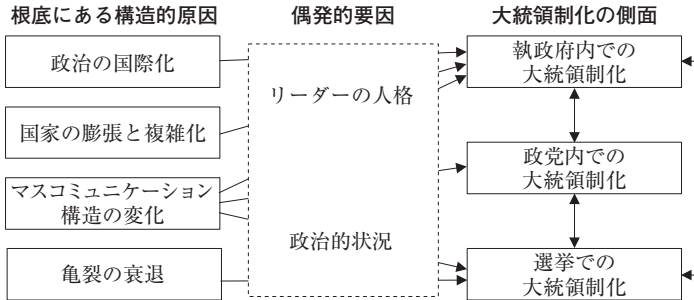 根底にある構造的原因
偶発的要因
大統領制化の側面
政治の国際化
国家の膨張と複雑化
マスコミュニケーション
構造の変化
亀裂の衰退
リーダーの人格
政治的状況
執政府内での
大統領制化
政党内での
大統領制化
選挙での
大統領制化